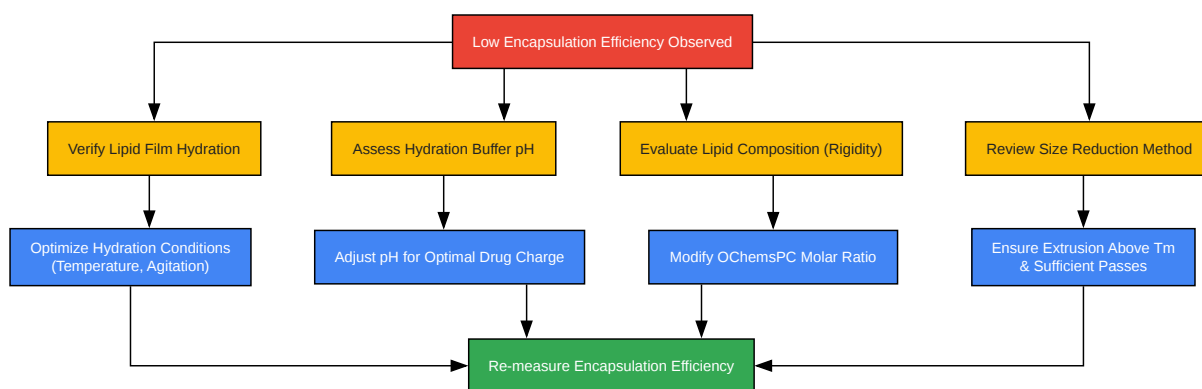 Low Encapsulation Efficiency Observed
Verify Lipid Film Hydration
Assess Hydration Buffer pH
Evaluate Lipid Composition (Rigidity)
Review Size Reduction Method
Optimize Hydration Conditions
(Temperature, Agitation)
Adjust pH for Optimal Drug Charge
Modify OChemsPC Molar Ratio
Ensure Extrusion Above Tm
& Sufficient Passes
Re-measure Encapsulation Efficiency